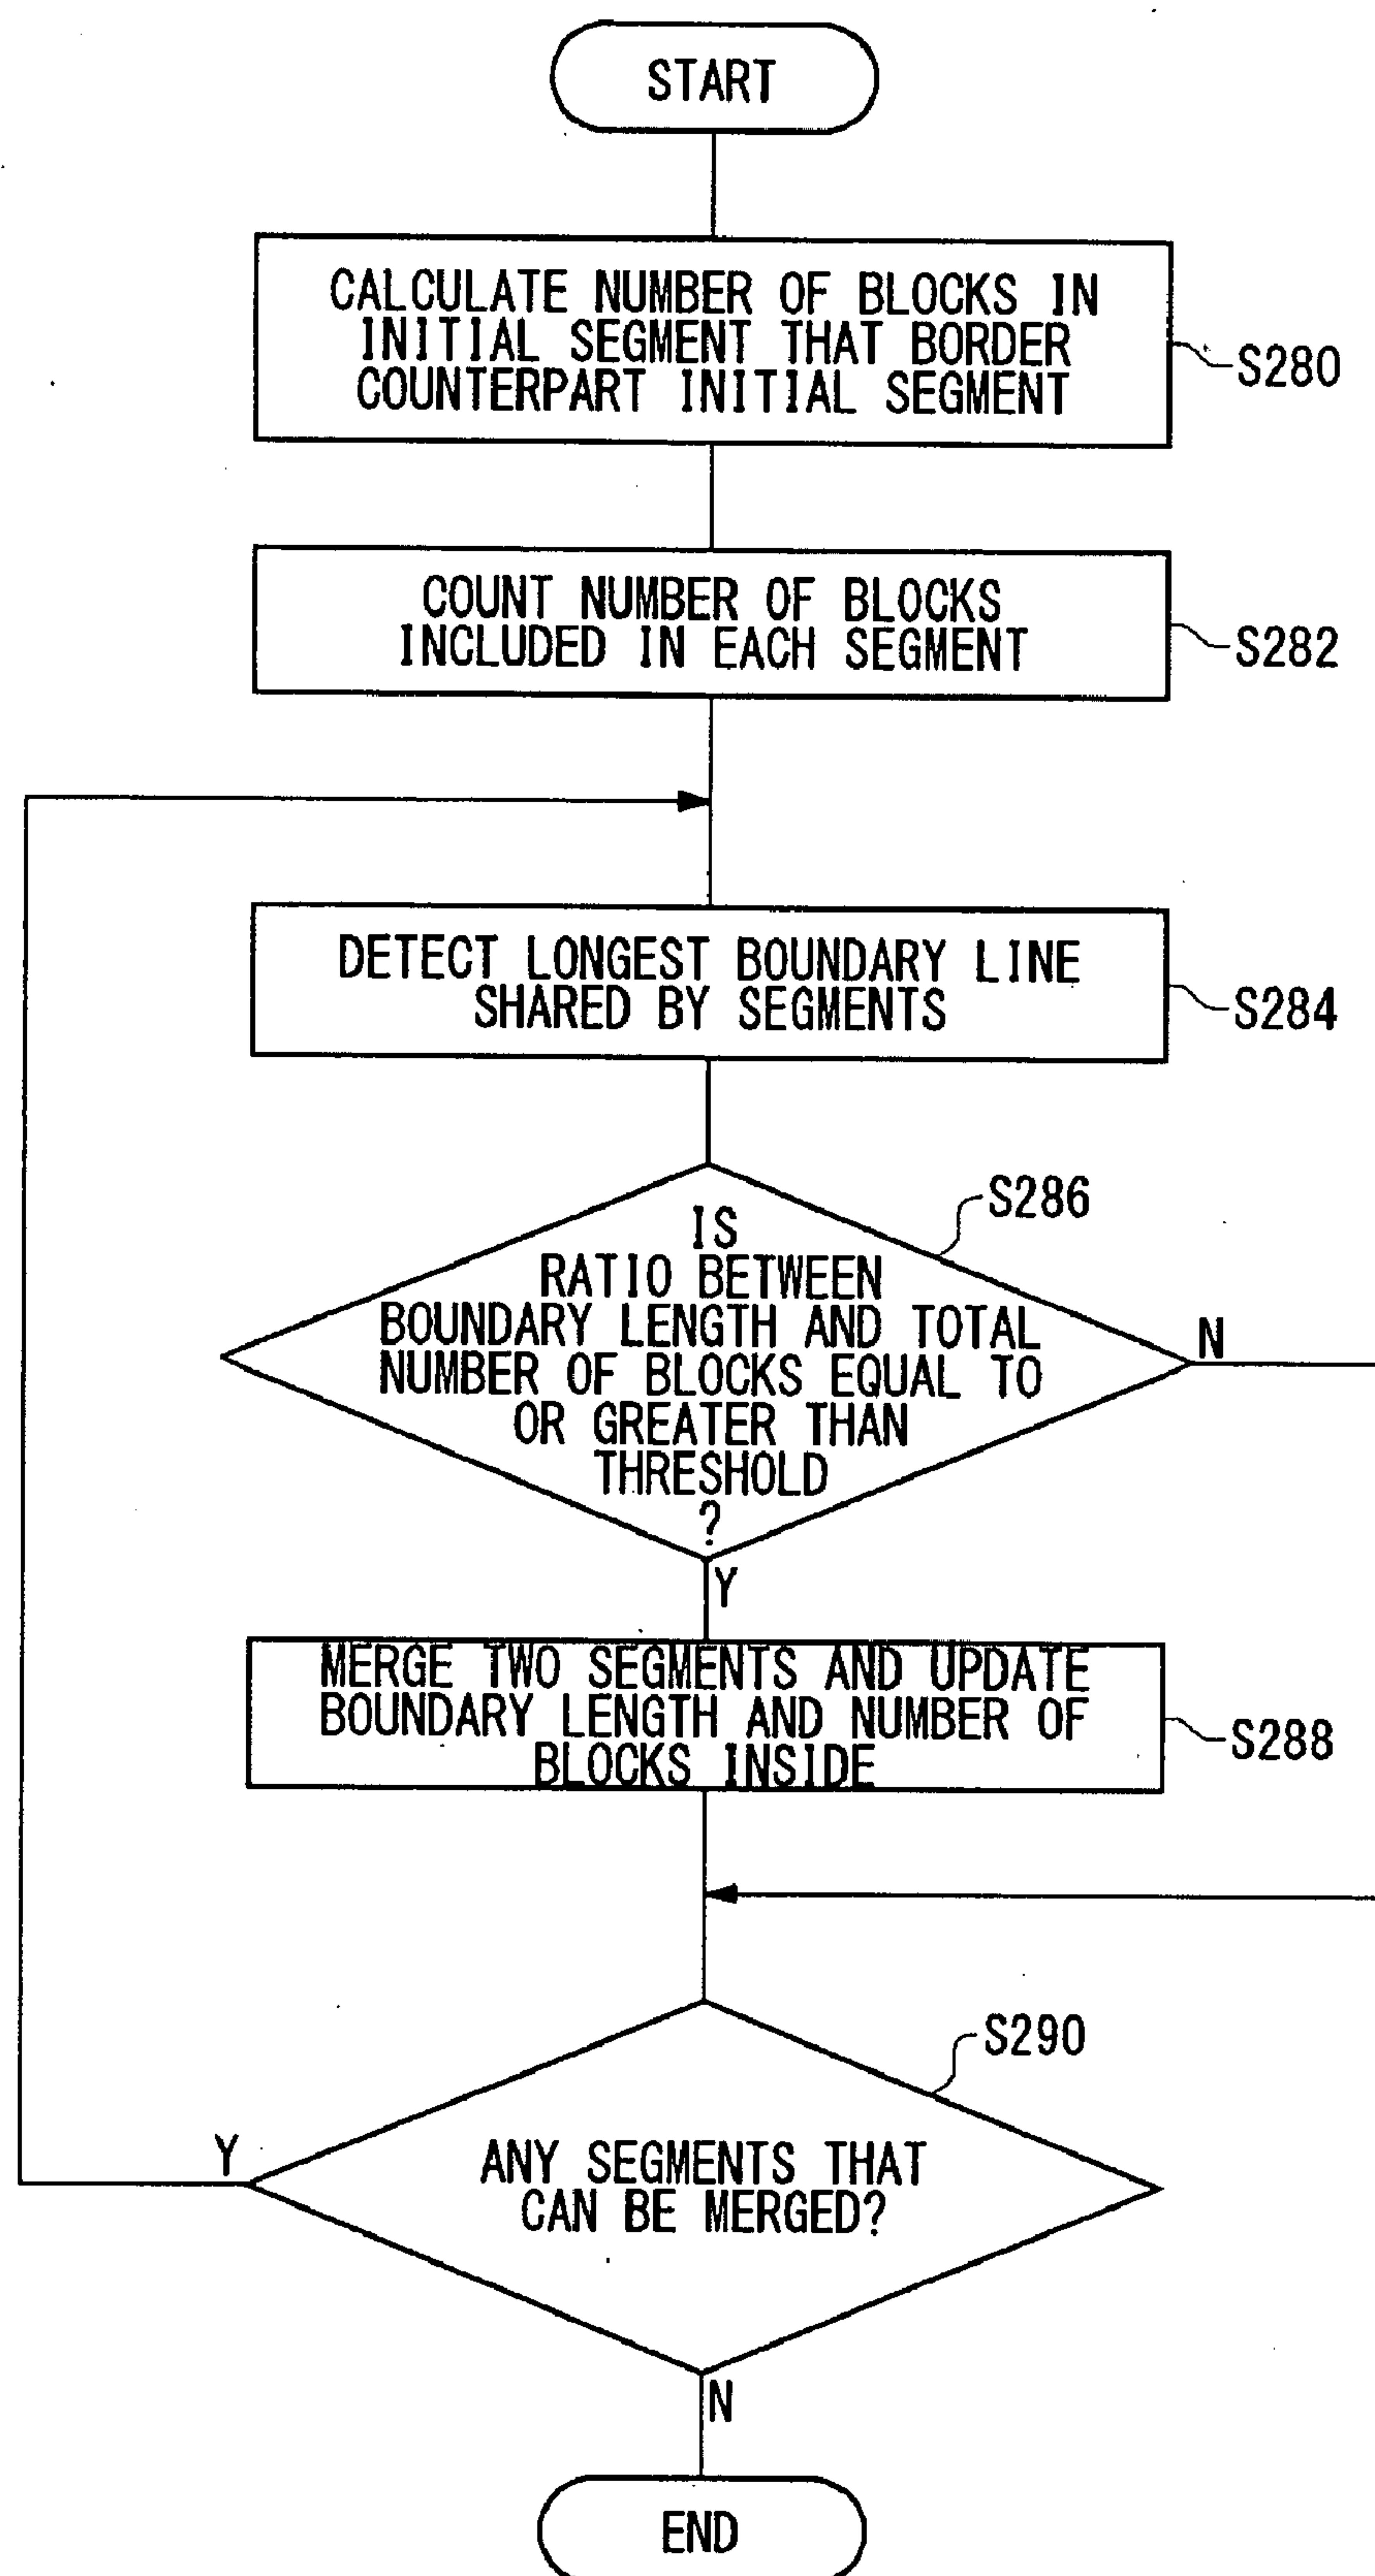 START
CALCULATE NUMBER OF BLOCKS IN
INITIAL SEGMENT THAT BORDER
COUNTERPART INITIAL SEGMENT
S280
COUNT NUMBER OF BLOCKS
INCLUDED IN EACH SEGMENT
S282
DETECT LONGEST BOUNDARY LINE
SHARED BY SEGMENTS
S284
S286
IS
RATIO BETWEEN
BOUNDARY LENGTH AND TOTAL
NUMBER OF BLOCKS EQUAL TO
OR GREATER THAN
THRESHOLD
?
N
Y
MERGE TWO SEGMENTS AND UPDATE
BOUNDARY LENGTH AND NUMBER OF
BLOCKS INSIDE
S288
S290
Y
ANY SEGMENTS THAT
CAN BE MERGED?
N
END